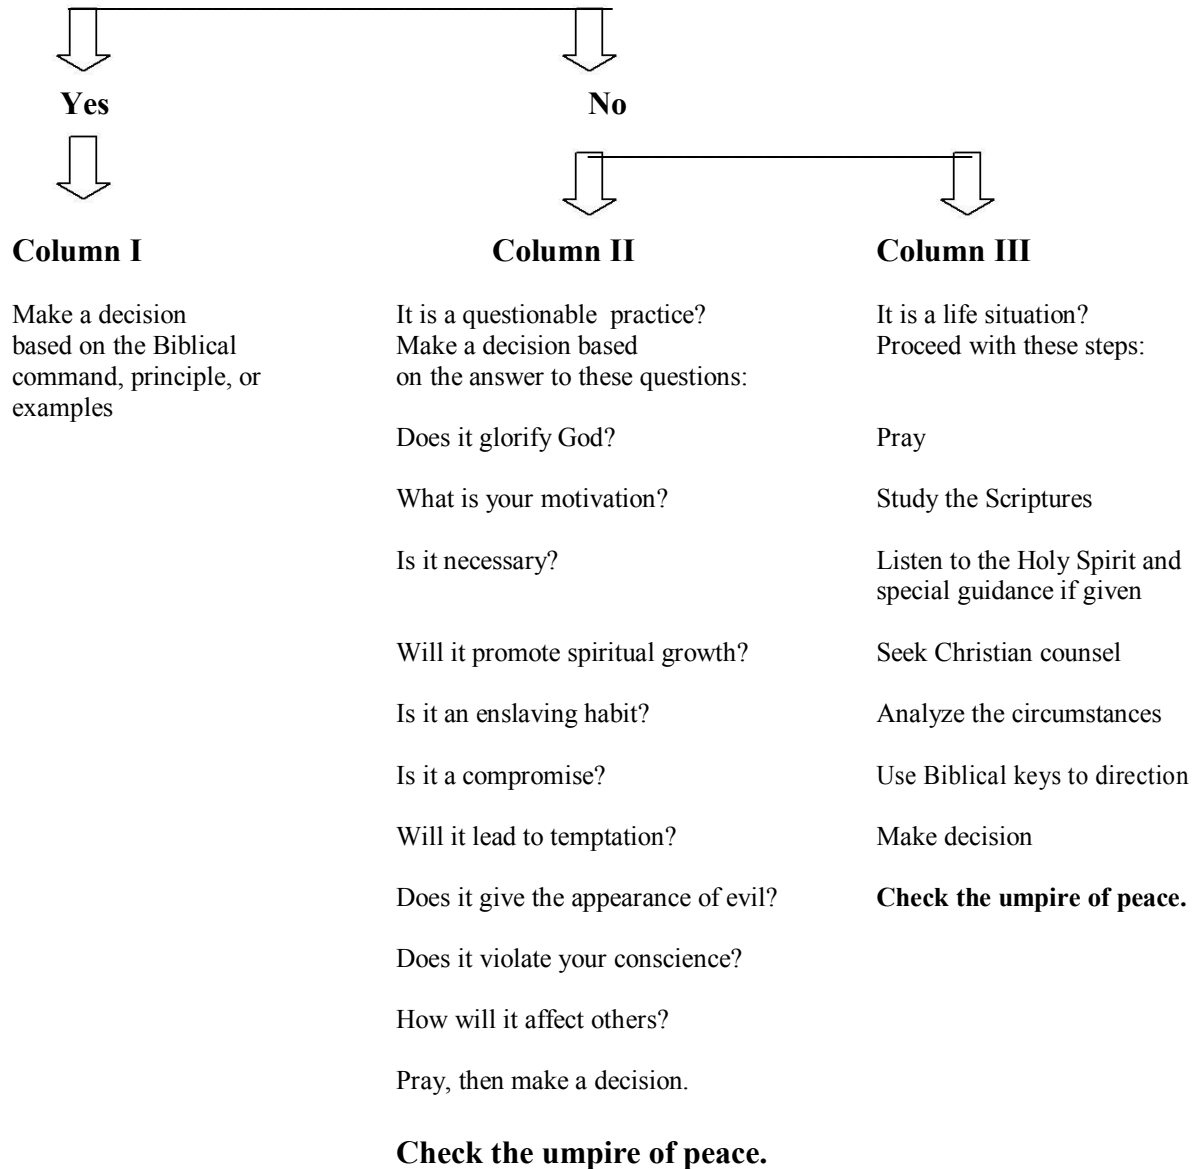 Yes
No
Column I
Make a decision
based on the Biblical
command, principle, or
examples
Column II
It is a questionable practice?
Make a decision based
on the answer to these questions:
Does it glorify God?
What is your motivation?
Is it necessary?
Will it promote spiritual growth?
Is it an enslaving habit?
Is it a compromise?
Will it lead to temptation?
Does it give the appearance of evil?
Does it violate your conscience?
How will it affect others?
Pray, then make a decision.
Check the umpire of peace.
Column III
It is a life situation?
Proceed with these steps:
Pray
Study the Scriptures
Listen to the Holy Spirit and
special guidance if given
Seek Christian counsel
Analyze the circumstances
Use Biblical keys to direction
Make decision
Check the umpire of peace.